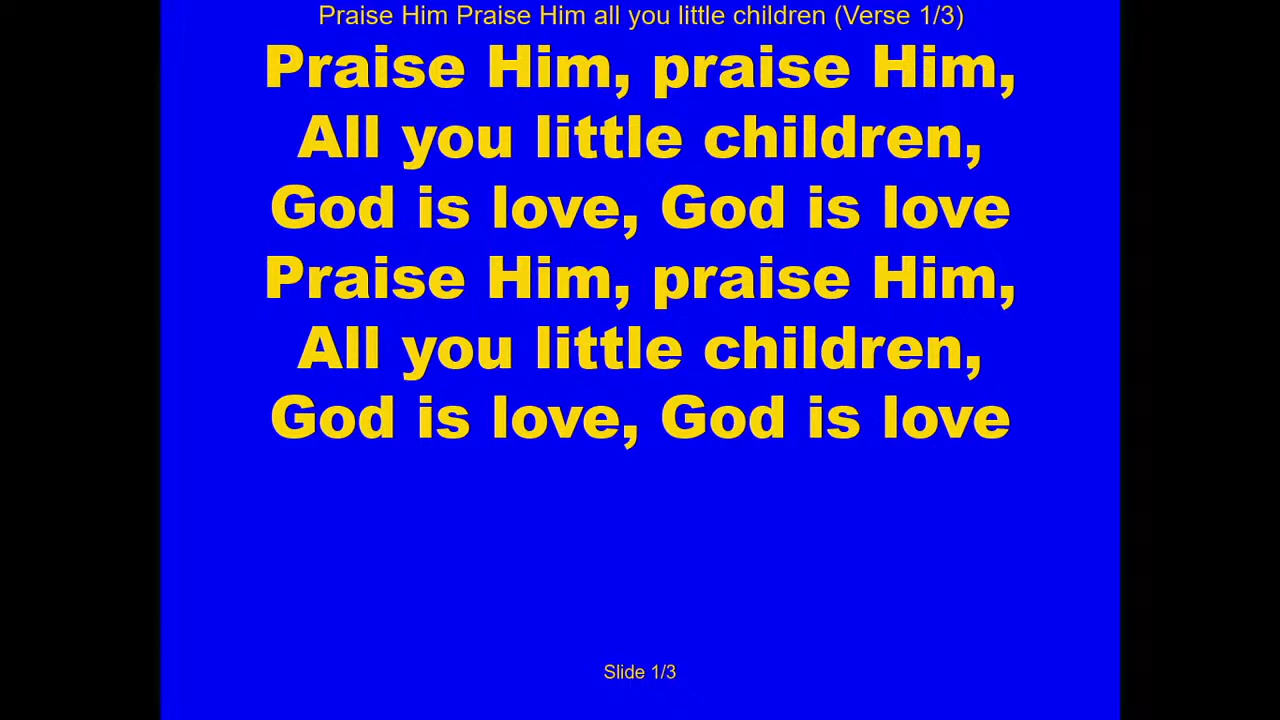 Praise Him Praise Him all you little children (Verse 1/3)
Praise Him, praise Him,
All you little children,
God is love, God is love
Praise Him, praise Him,
All you little children,
God is love, God is love
Slide 1/3